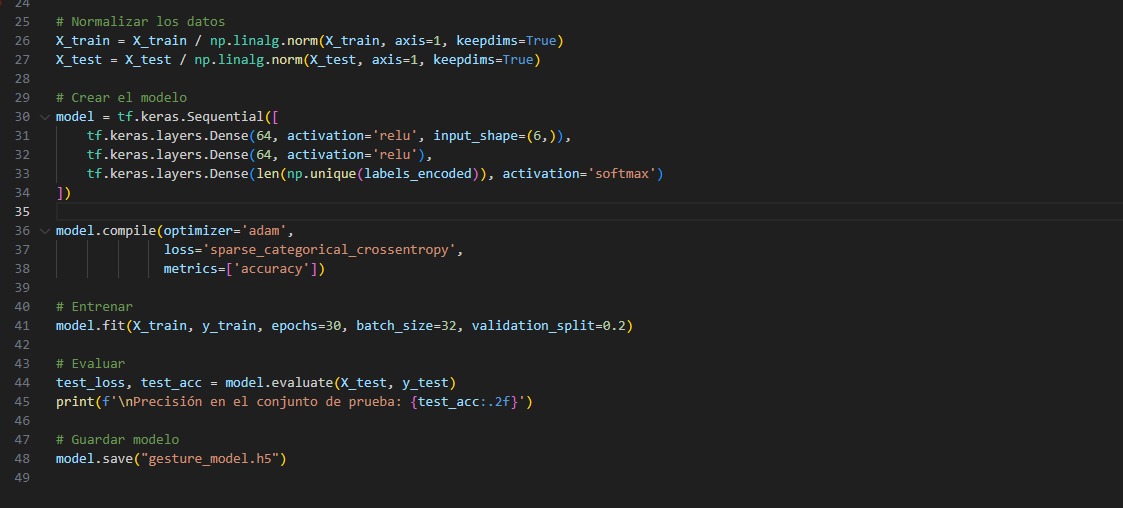 24
25 # Normalizar los datos
26 X_train = X_train / np.linalg.norm(X_train, axis=1, keepdims=True)
27 X_test = X_test / np.linalg.norm(X_test, axis=1, keepdims=True)
28
29 # Crear el modelo
30 model = tf.keras.Sequential([
31     tf.keras.layers.Dense(64, activation='relu', input_shape=(6,)),
32     tf.keras.layers.Dense(64, activation='relu'),
33     tf.keras.layers.Dense(len(np.unique(labels_encoded)), activation='softmax')
34 ])
35
36 model.compile(optimizer='adam',
37               loss='sparse_categorical_crossentropy',
38               metrics=['accuracy'])
39
40 # Entrenar
41 model.fit(X_train, y_train, epochs=30, batch_size=32, validation_split=0.2)
42
43 # Evaluar
44 test_loss, test_acc = model.evaluate(X_test, y_test)
45 print(f'\nPrecisión en el conjunto de prueba: {test_acc:.2f}')
46
47 # Guardar modelo
48 model.save("gesture_model.h5")
49